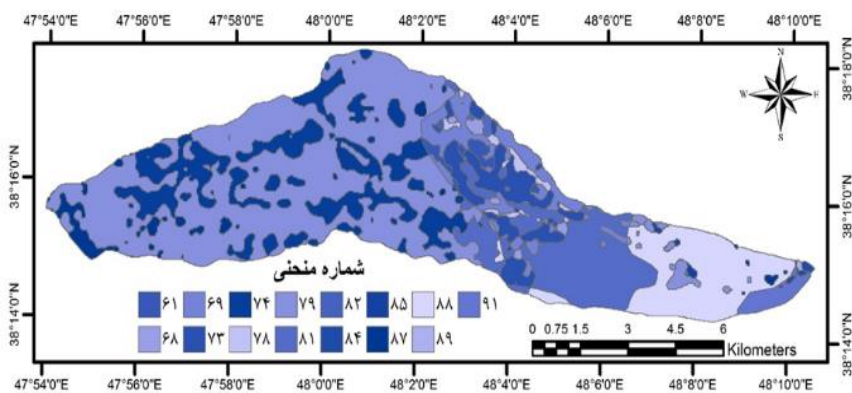 47°54'0"E 47°56'0"E 47°58'0"E 48°0'0"E 48°2'0"E 48°4'0"E 48°6'0"E 48°8'0"E 48°10'0"E
N
W E
S
38°18'0"N
38°16'0"N 38°16'0"N
38°14'0"N 38°14'0"N
شماره منحنی
۶۱ ۶۹ ۷۴ ۷۹ ۸۲ ۸۵ ۸۸ ۹۱
۶۸ ۷۳ ۷۸ ۸۱ ۸۴ ۸۷ ۸۹
0 0.75 1.5 3 4.5 6
Kilometers
47°54'0"E 47°56'0"E 47°58'0"E 48°0'0"E 48°2'0"E 48°4'0"E 48°6'0"E 48°8'0"E 48°10'0"E